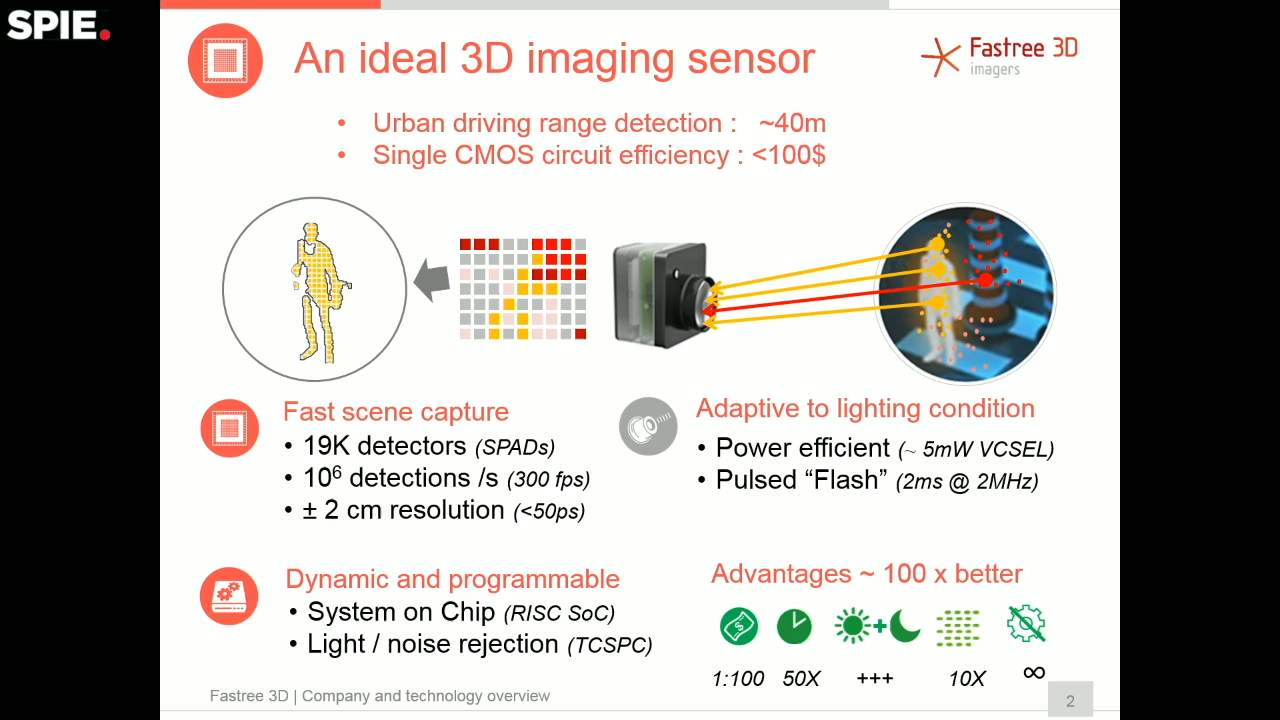 SPIE.
An ideal 3D imaging sensor
Fastree 3D
imagers
• Urban driving range detection : ~40m
• Single CMOS circuit efficiency : <100$
Fast scene capture
• 19K detectors (SPADs)
• 10⁶ detections /s (300 fps)
• ± 2 cm resolution (<50ps)
Adaptive to lighting condition
• Power efficient (~ 5mW VCSEL)
• Pulsed “Flash” (2ms @ 2MHz)
Dynamic and programmable
• System on Chip (RISC SoC)
• Light / noise rejection (TCSPC)
Advantages ~ 100 x better
1:100 50X +++ 10X ∞
Fastree 3D | Company and technology overview
2